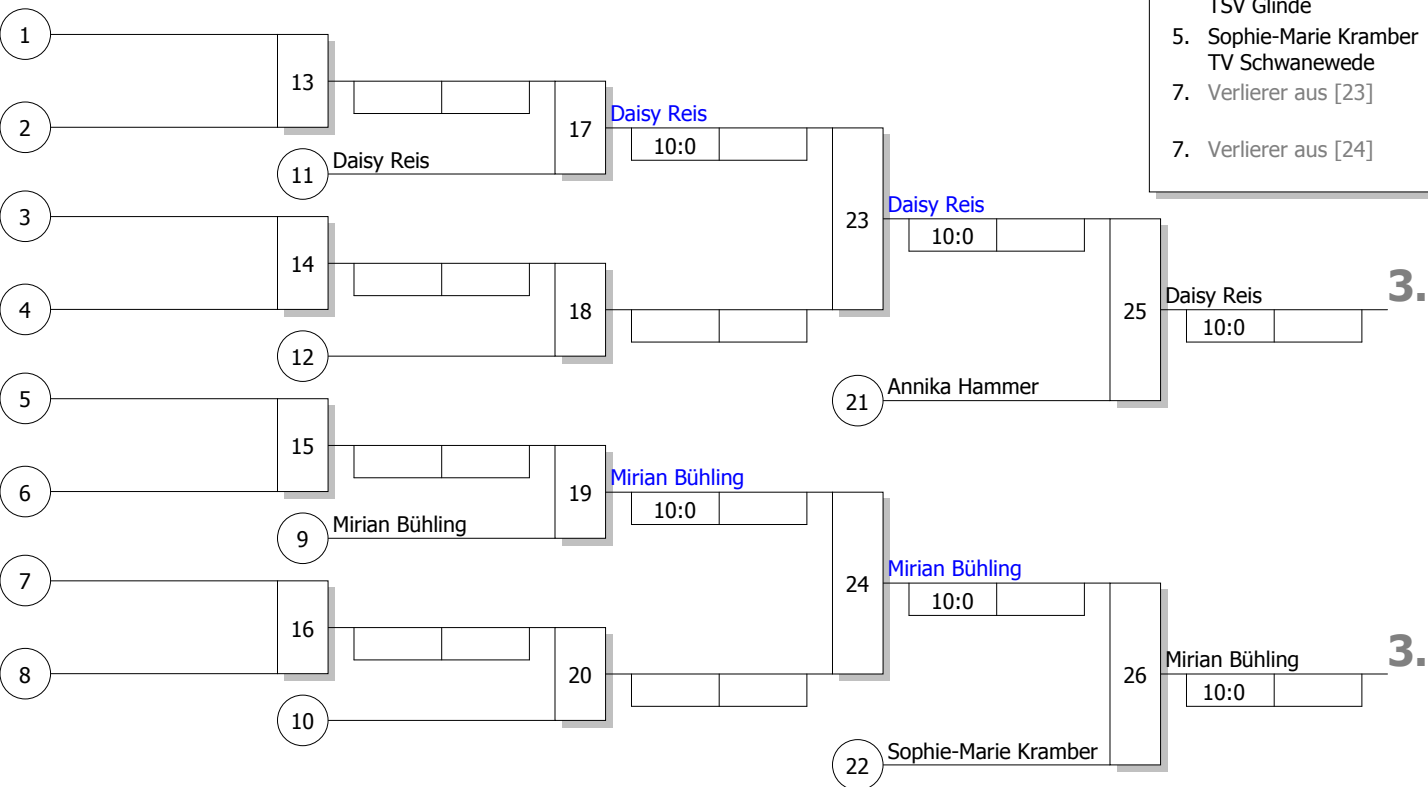 TSV Glinde
5. Sophie-Marie Kramber
TV Schwanewede
7. Verlierer aus [23]
7. Verlierer aus [24]
1
13
2
17
Daisy Reis
10:0
11
Daisy Reis
3
14
4
18
12
23
Daisy Reis
10:0
25
Daisy Reis
3.
10:0
21
Annika Hammer
5
15
6
19
Mirian Bühling
10:0
9
Mirian Bühling
7
16
8
20
10
24
Mirian Bühling
10:0
26
Mirian Bühling
3.
10:0
22
Sophie-Marie Kramber